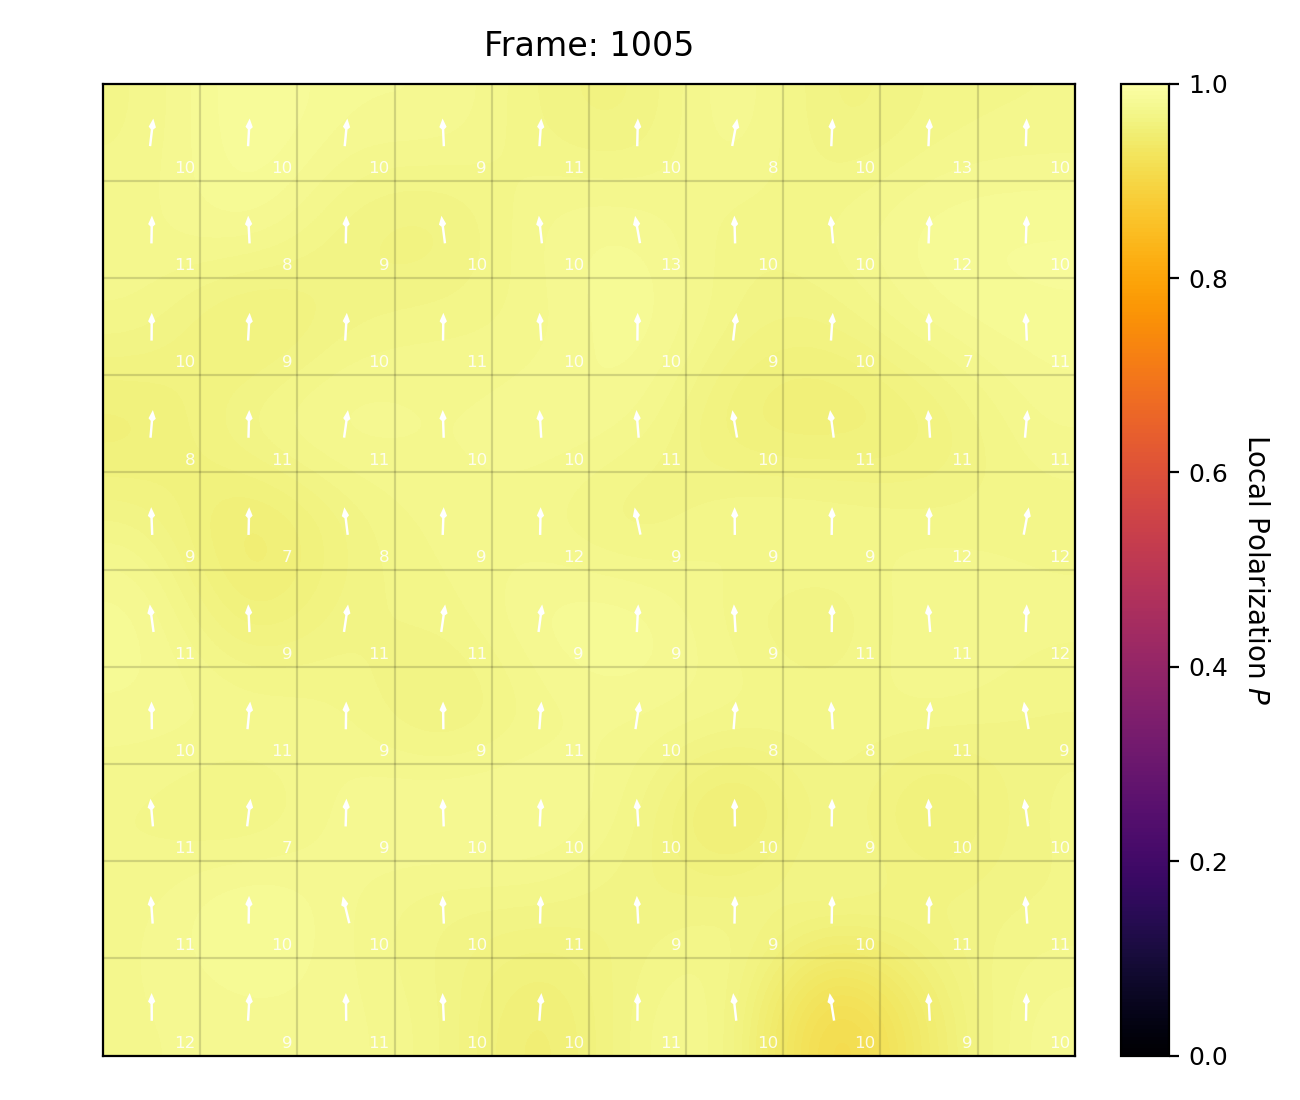 Frame: 1005
10 10 10 9 11 10 8 10 13 10
11 8 9 10 10 13 10 10 12 10
10 9 10 11 10 10 9 10 7 11
8 11 11 10 10 11 10 11 11 11
9 7 8 9 12 9 9 9 12 12
11 9 11 11 9 9 9 11 11 12
10 11 9 9 11 10 8 8 11 9
11 7 9 10 10 10 10 9 10 10
11 10 10 10 11 9 9 10 11 11
12 9 11 10 10 11 10 10 9 10
1.0
0.8
0.6
0.4
0.2
0.0
Local Polarization P